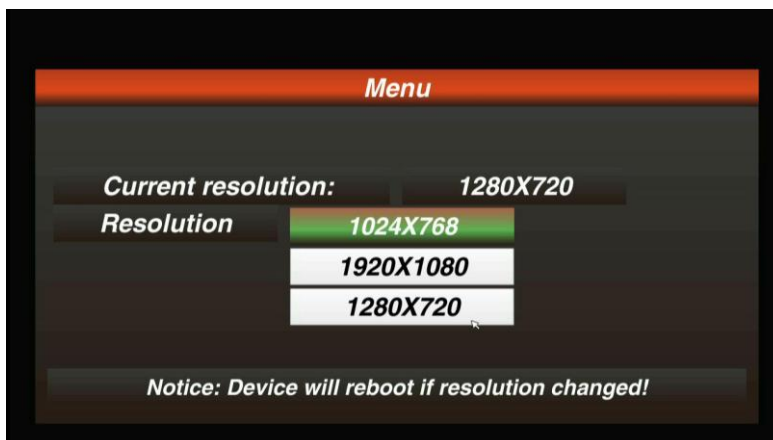 Menu
Current resolution: 1280X720
Resolution 1024X768
1920X1080
1280X720
Notice: Device will reboot if resolution changed!